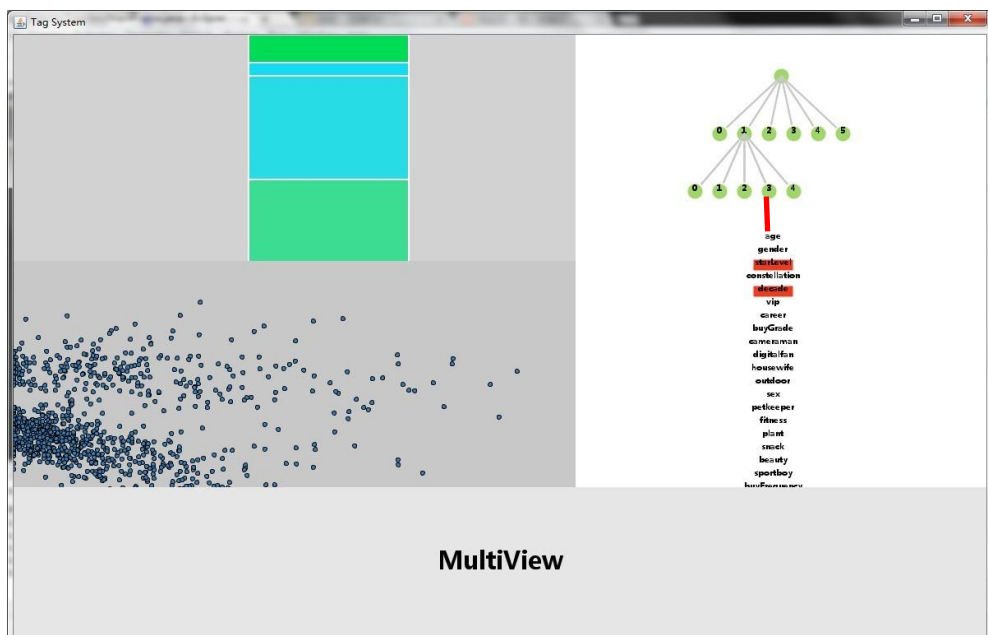 Tag System
0 1 2 3 4 5
0 1 2 3 4
age
gender
starLevel
constellation
decade
vip
career
buyGrade
cameraman
digitalfan
housewife
outdoor
sex
petkeeper
fitness
plant
snack
beauty
sportboy
buyFrequency
MultiView